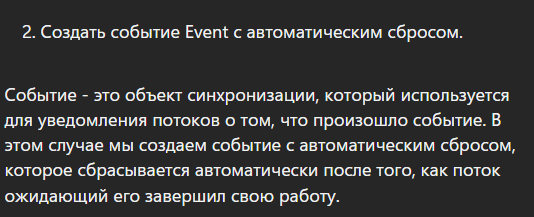 2. Создать событие Event с автоматическим сбросом.
Событие - это объект синхронизации, который используется
для уведомления потоков о том, что произошло событие. В
этом случае мы создаем событие с автоматическим сбросом,
которое сбрасывается автоматически после того, как поток
ожидающий его завершил свою работу.